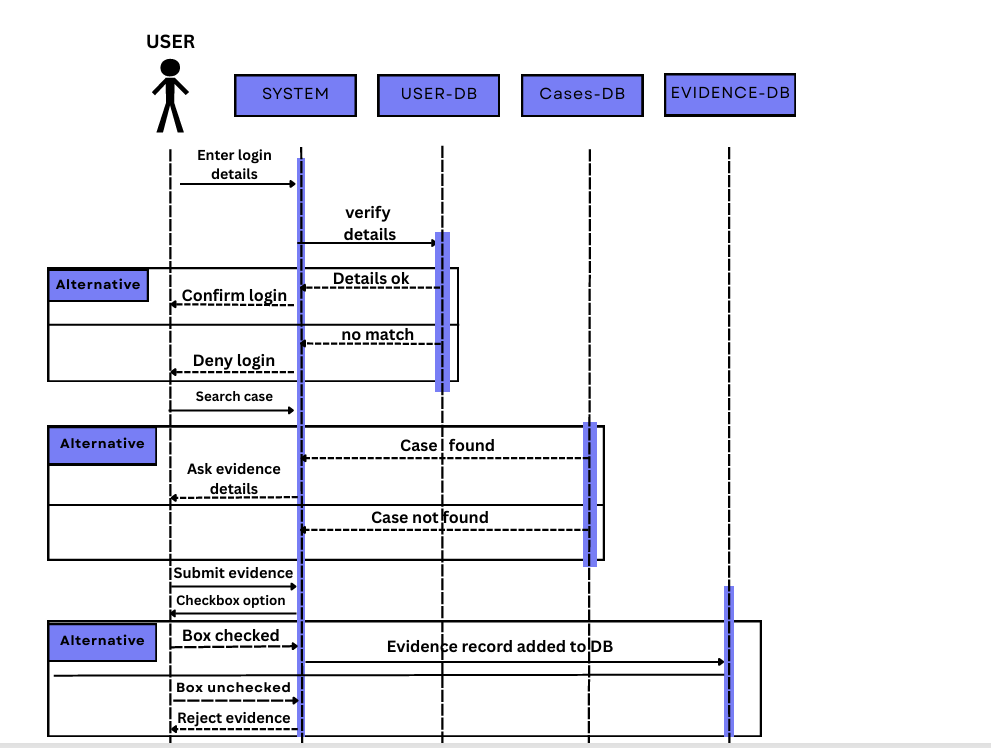 USER
SYSTEM
USER-DB
Cases-DB
EVIDENCE-DB
Enter login
details
verify
details
Alternative
Details ok
Confirm login
no match
Deny login
Search case
Alternative
Case found
Ask evidence
details
Case not found
Submit evidence
Checkbox option
Alternative
Box checked
Evidence record added to DB
Box unchecked
Reject evidence